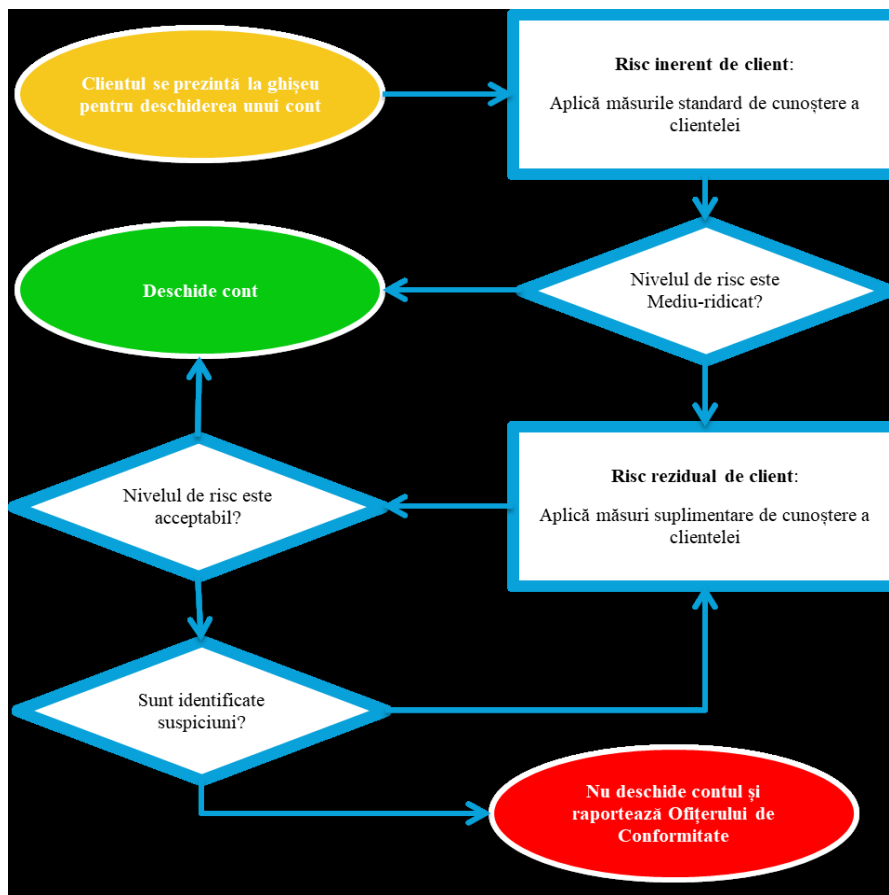 Clientul se prezintă la ghișeu
pentru deschiderea unui cont
Risc inerent de client:
Aplică măsurile standard de cunoștere a
clientelei
Deschide cont
Nivelul de risc este
Mediu-ridicat?
Nivelul de risc este
acceptabil?
Risc rezidual de client:
Aplică măsuri suplimentare de cunoștere a
clientelei
Sunt identificate
suspiciuni?
Nu deschide contul și
raportează Ofițerului de
Conformitate